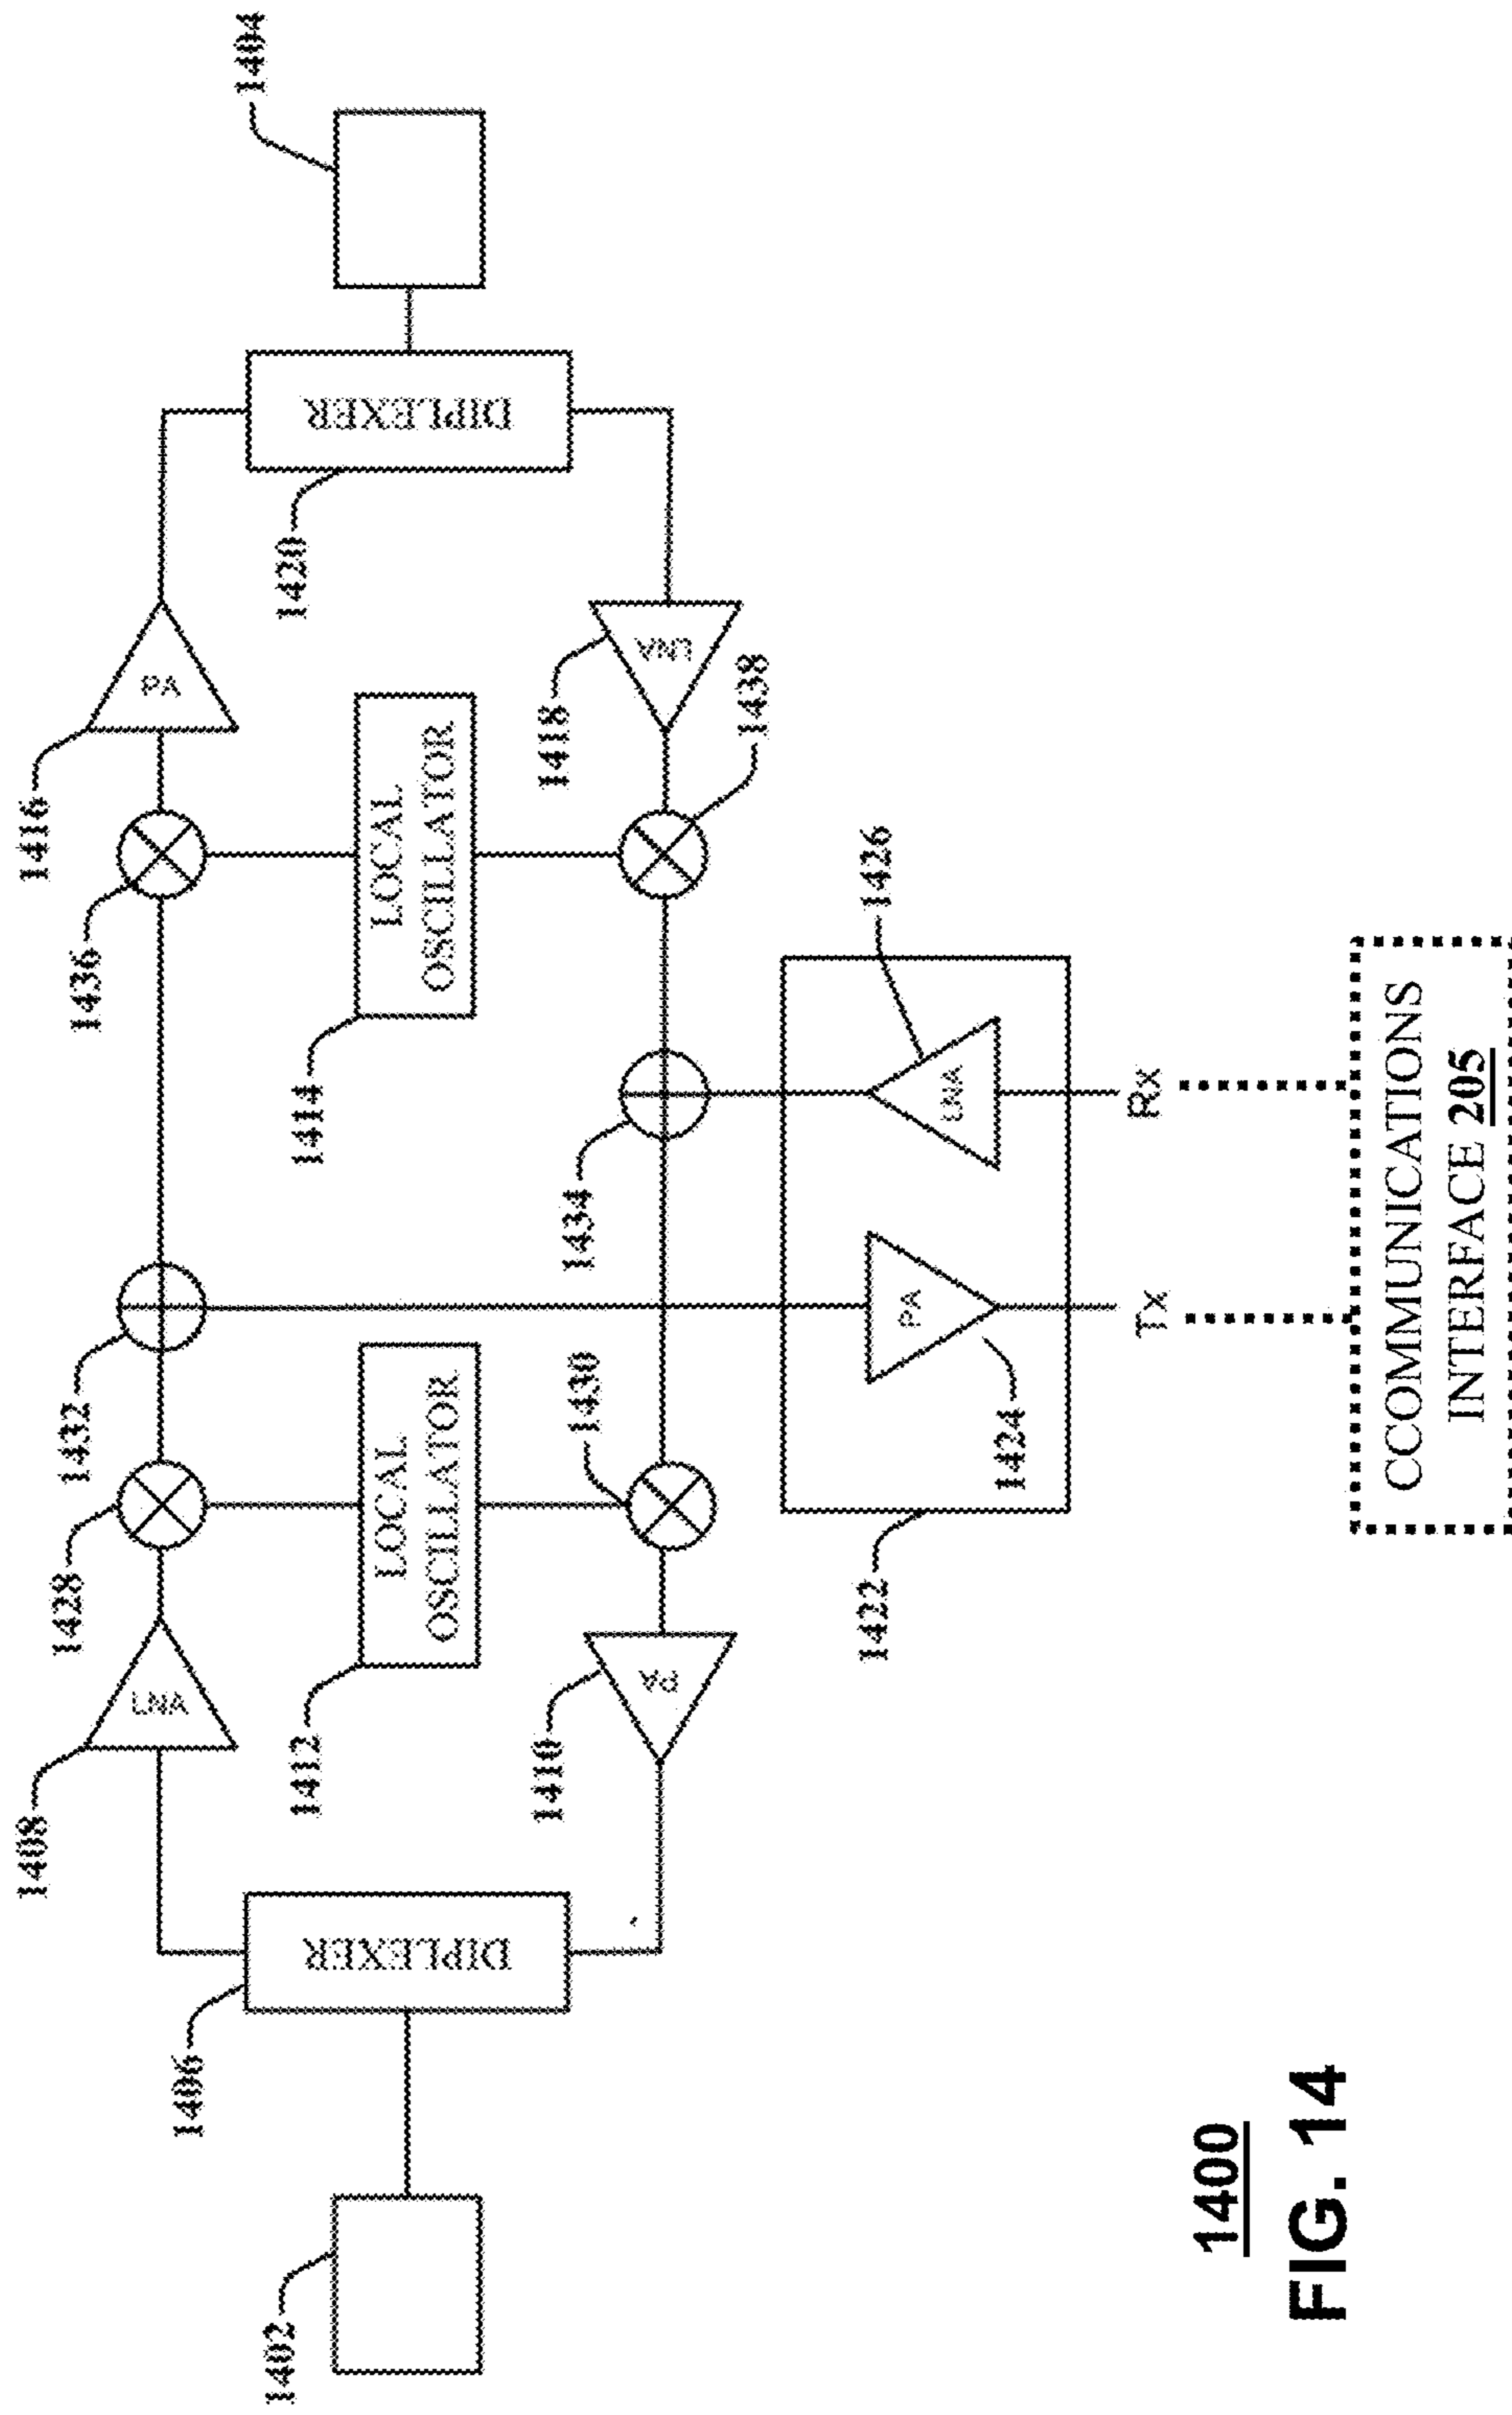 1408
1428
1432
1436
1416
LNA
PA
1406
1402
1412
1414
1420
1404
DIPLEXER
LOCAL
OSCILLATOR
LOCAL
OSCILLATOR
DIPLEXER
1410
1430
1434
1418
1438
PA
LNA
1422
1424
1426
PA
LNA
Tx
Rx
CCOMMUNICATIONS
INTERFACE 205
1400
FIG. 14